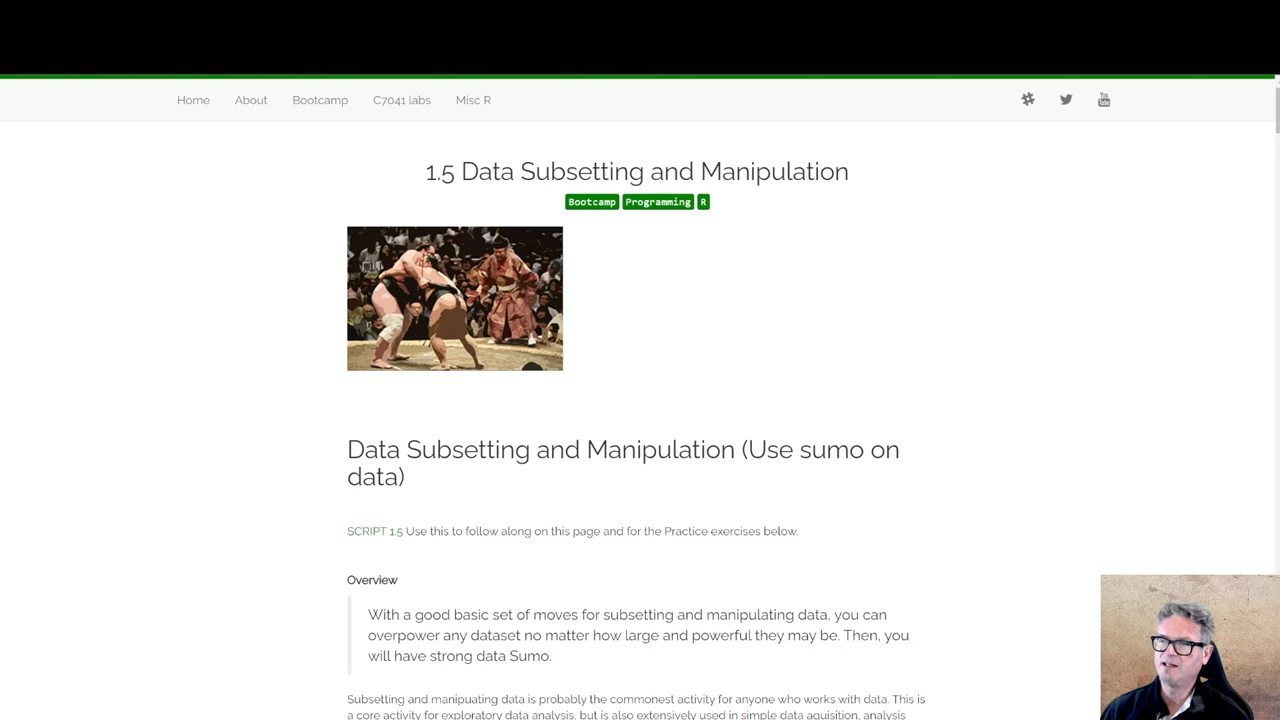 Home About Bootcamp C7041 labs Misc R
You
Tube
1.5 Data Subsetting and Manipulation
Bootcamp Programming R
Data Subsetting and Manipulation (Use sumo on
data)
SCRIPT 1.5 Use this to follow along on this page and for the Practice exercises below.
Overview
With a good basic set of moves for subsetting and manipulating data, you can
overpower any dataset no matter how large and powerful they may be. Then, you
will have strong data Sumo.
Subsetting and manipuating data is probably the commonest activity for anyone who works with data. This is
a core activity for exploratory data analysis, but is also extensively used in simple data aquisition, analysis